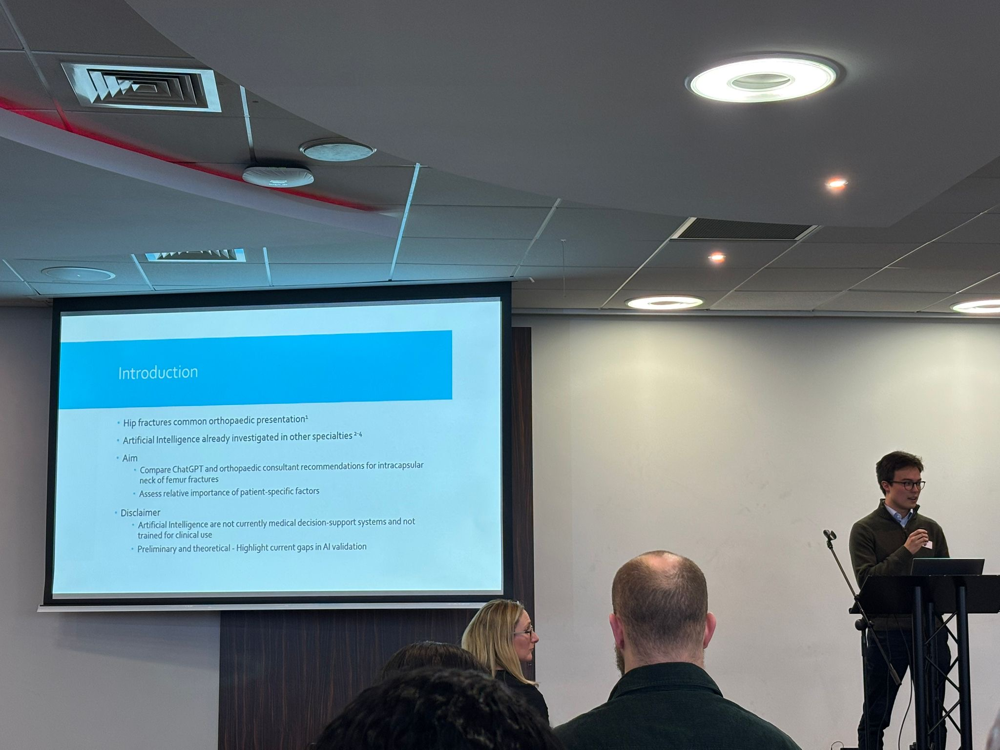 Introduction
• Hip fractures common orthopaedic presentation¹
• Artificial Intelligence already investigated in other specialties ²⁻⁴
• Aim
• Compare ChatGPT and orthopaedic consultant recommendations for intracapsular
neck of femur fractures
• Assess relative importance of patient-specific factors
• Disclaimer
• Artificial Intelligence are not currently medical decision-support systems and not
trained for clinical use
• Preliminary and theoretical - Highlight current gaps in AI validation